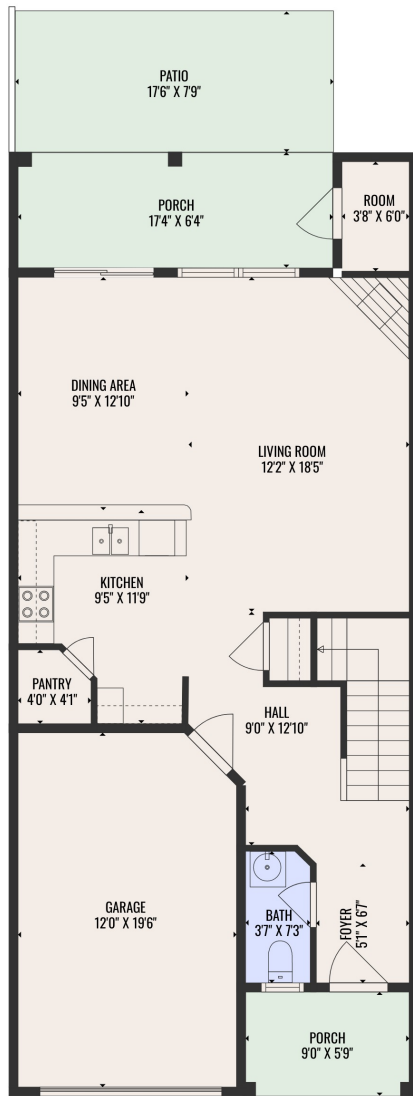 PATIO
17'6" X 7'9"
PORCH
17'4" X 6'4"
ROOM
3'8" X 6'0"
DINING AREA
9'5" X 12'10"
LIVING ROOM
12'2" X 18'5"
KITCHEN
9'5" X 11'9"
PANTRY
4'0" X 4'1"
HALL
9'0" X 12'10"
GARAGE
12'0" X 19'6"
BATH
3'7" X 7'3"
FOYER
5'1" X 6'7"
PORCH
9'0" X 5'9"